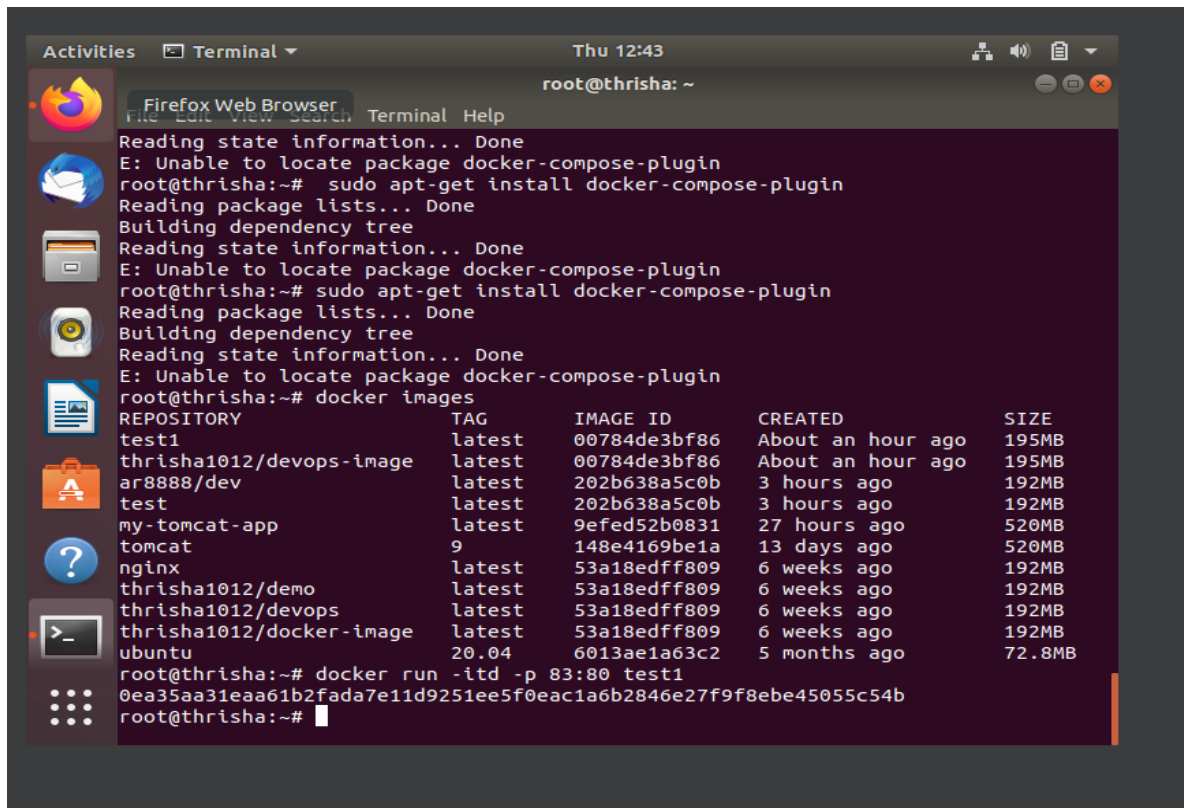 Activities Terminal Thu 12:43
root@thrisha: ~
Firefox Web Browser
File Edit View Search Terminal Help
Reading state information... Done
E: Unable to locate package docker-compose-plugin
root@thrisha:~#  sudo apt-get install docker-compose-plugin
Reading package lists... Done
Building dependency tree
Reading state information... Done
E: Unable to locate package docker-compose-plugin
root@thrisha:~# sudo apt-get install docker-compose-plugin
Reading package lists... Done
Building dependency tree
Reading state information... Done
E: Unable to locate package docker-compose-plugin
root@thrisha:~# docker images
REPOSITORY TAG IMAGE ID CREATED SIZE
test1 latest 00784de3bf86 About an hour ago 195MB
thrisha1012/devops-image latest 00784de3bf86 About an hour ago 195MB
ar8888/dev latest 202b638a5c0b 3 hours ago 192MB
test latest 202b638a5c0b 3 hours ago 192MB
my-tomcat-app latest 9efed52b0831 27 hours ago 520MB
tomcat 9 148e4169be1a 13 days ago 520MB
nginx latest 53a18edff809 6 weeks ago 192MB
thrisha1012/demo latest 53a18edff809 6 weeks ago 192MB
thrisha1012/devops latest 53a18edff809 6 weeks ago 192MB
thrisha1012/docker-image latest 53a18edff809 6 weeks ago 192MB
ubuntu 20.04 6013ae1a63c2 5 months ago 72.8MB
root@thrisha:~# docker run -itd -p 83:80 test1
0ea35aa31eaa61b2fada7e11d9251ee5f0eac1a6b2846e27f9f8ebe45055c54b
root@thrisha:~#